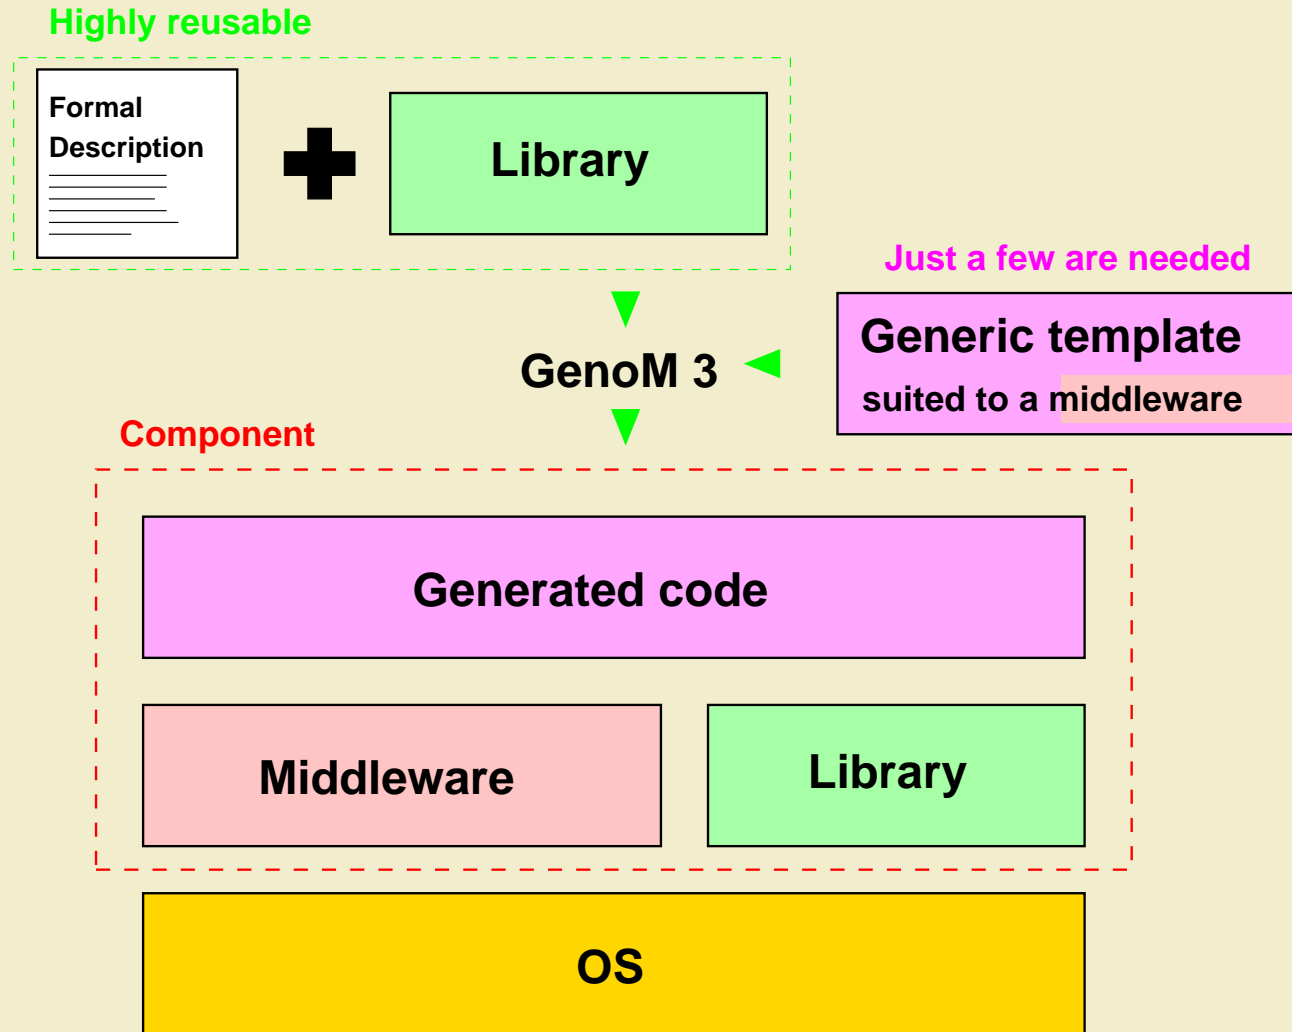 Highly reusable
Formal
Description
Library
Just a few are needed
Generic template
suited to a middleware
GenoM 3
Component
Generated code
Middleware
Library
OS